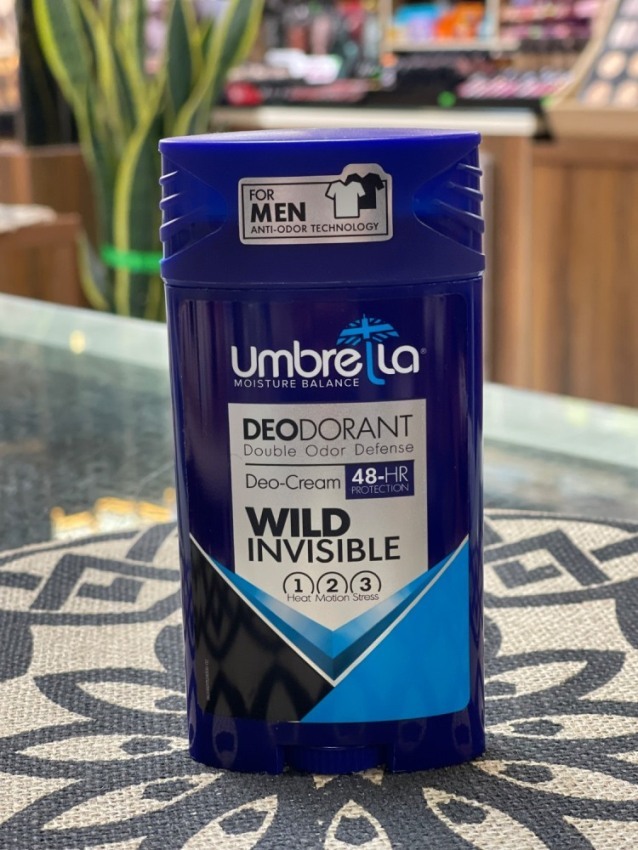 FOR
MEN
ANTI-ODOR TECHNOLOGY
Umbrella®
MOISTURE BALANCE
DEODORANT
Double Odor Defense
Deo-Cream
48-HR
PROTECTION
WILD
INVISIBLE
1 2 3
Heat Motion Stress